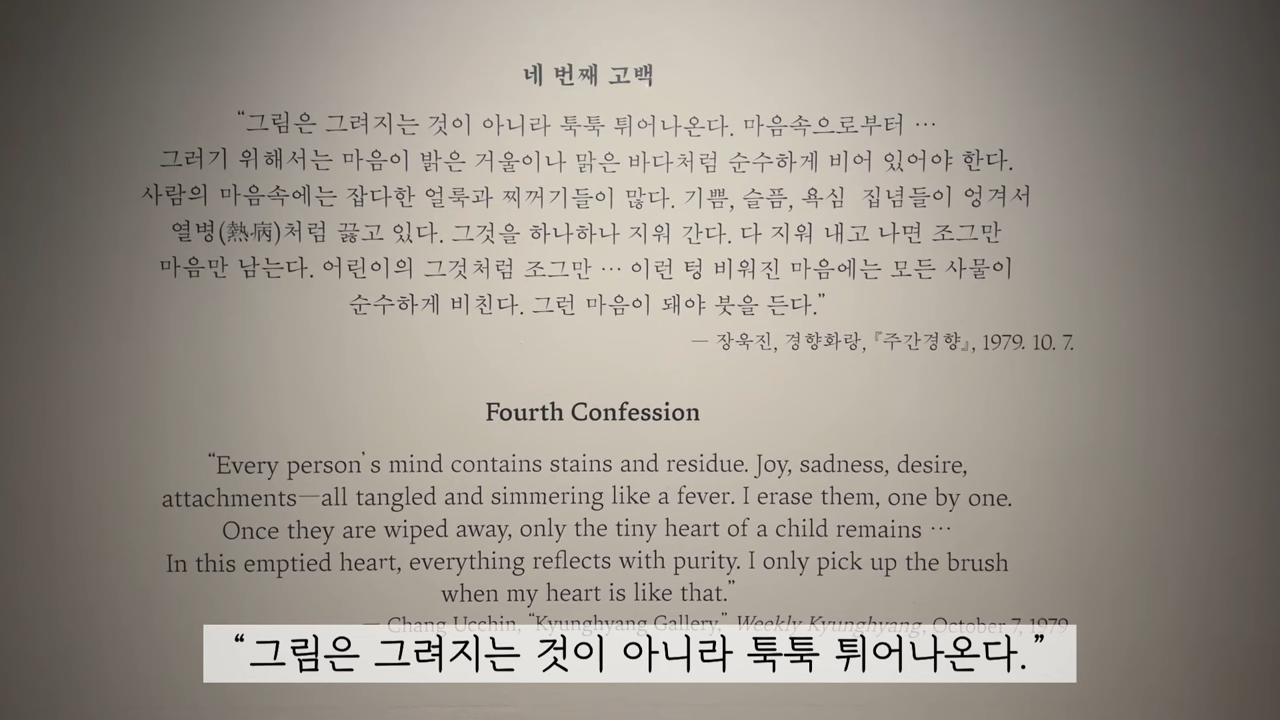 네 번째 고백
“그림은 그려지는 것이 아니라 툭툭 튀어나온다. 마음속으로부터 …
그러기 위해서는 마음이 밝은 거울이나 맑은 바다처럼 순수하게 비어 있어야 한다.
사람의 마음속에는 잡다한 얼룩과 찌꺼기들이 많다. 기쁨, 슬픔, 욕심 집념들이 엉겨서
열병(熱病)처럼 끓고 있다. 그것을 하나하나 지워 간다. 다 지워 내고 나면 조그만
마음만 남는다. 어린이의 그것처럼 조그만 … 이런 텅 비워진 마음에는 모든 사물이
순수하게 비친다. 그런 마음이 돼야 붓을 든다.”
— 장욱진, 경향화랑, 『주간경향』, 1979. 10. 7.
Fourth Confession
“Every person's mind contains stains and residue. Joy, sadness, desire,
attachments—all tangled and simmering like a fever. I erase them, one by one.
Once they are wiped away, only the tiny heart of a child remains …
In this emptied heart, everything reflects with purity. I only pick up the brush
when my heart is like that.”
— Chang Ucchin, “Kyunghyang Gallery,” Weekly Kyunghyang, October 7, 1979
“그림은 그려지는 것이 아니라 툭툭 튀어나온다.”